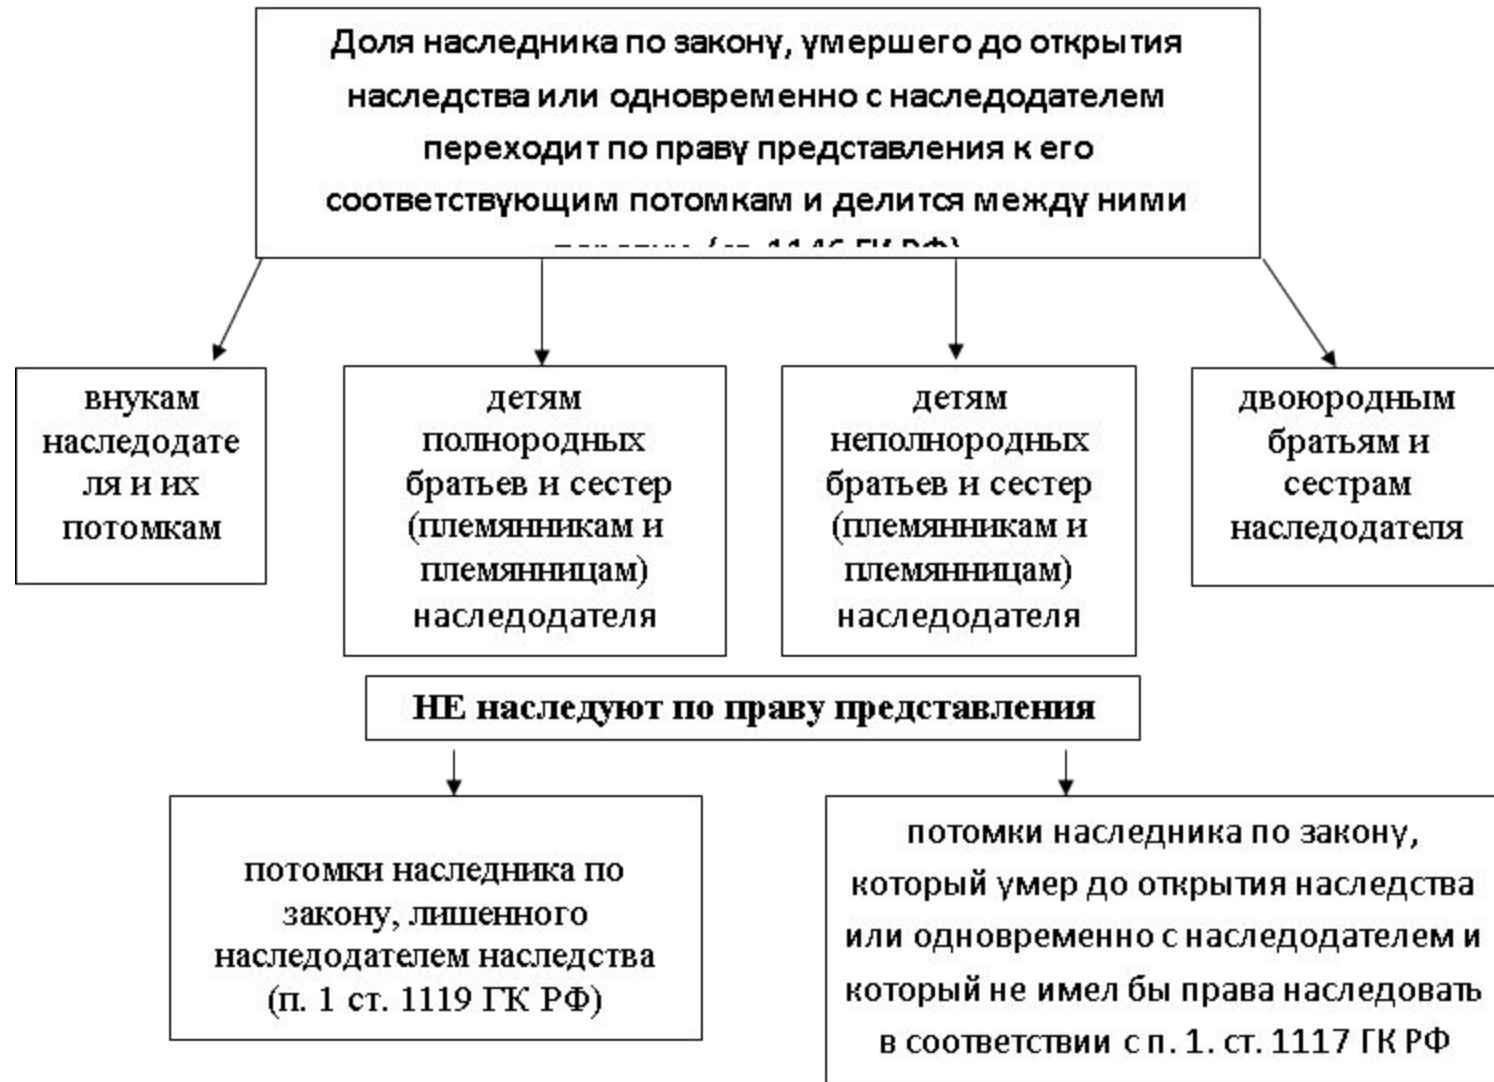 Доля наследника по закону, умершего до открытия
наследства или одновременно с наследодателем
переходит по праву представления к его
соответствующим потомкам и делится между ними
(ст. 1146 ГК РФ)
внукам
наследодате
ля и их
потомкам
детям
полнородных
братьев и сестер
(племянникам и
племянницам)
наследодателя
детям
неполнородных
братьев и сестер
(племянникам и
племянницам)
наследодателя
двоюродным
братьям и
сестрам
наследодателя
НЕ наследуют по праву представления
потомки наследника по
закону, лишенного
наследодателем наследства
(п. 1 ст. 1119 ГК РФ)
потомки наследника по закону,
который умер до открытия наследства
или одновременно с наследодателем и
который не имел бы права наследовать
в соответствии с п. 1. ст. 1117 ГК РФ